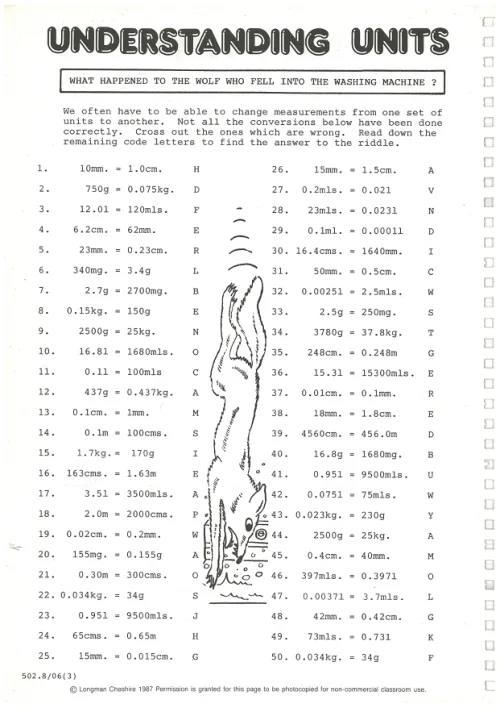 UNDERSTANDING UNITS
WHAT HAPPENED TO THE WOLF WHO FELL INTO THE WASHING MACHINE ?
We often have to be able to change measurements from one set of
units to another. Not all the conversions below have been done
correctly. Cross out the ones which are wrong. Read down the
remaining code letters to find the answer to the riddle.
1. 10mm. = 1.0cm. H
2. 750g = 0.075kg. D
3. 12.0l = 120mls. F
4. 6.2cm. = 62mm. E
5. 23mm. = 0.23cm. R
6. 340mg. = 3.4g L
7. 2.7g = 2700mg. B
8. 0.15kg. = 150g E
9. 2500g = 25kg. N
10. 16.8l = 1680mls. O
11. 0.1l = 100mls C
12. 437g = 0.437kg. A
13. 0.1cm. = 1mm. M
14. 0.1m = 100cms. S
15. 1.7kg. = 170g I
16. 163cms. = 1.63m E
17. 3.5l = 3500mls. A
18. 2.0m = 2000cms. P
19. 0.02cm. = 0.2mm. W
20. 155mg. = 0.155g A
21. 0.30m = 300cms. O
22. 0.034kg. = 34g S
23. 0.95l = 9500mls. J
24. 65cms. = 0.65m H
25. 15mm. = 0.015cm. G
26. 15mm. = 1.5cm. A
27. 0.2mls. = 0.02l V
28. 23mls. = 0.023l N
29. 0.1ml. = 0.0001l D
30. 16.4cms. = 1640mm. I
31. 50mm. = 0.5cm. C
32. 0.0025l = 2.5mls. W
33. 2.5g = 250mg. S
34. 3780g = 37.8kg. T
35. 248cm. = 0.248m G
36. 15.3l = 15300mls. E
37. 0.01cm. = 0.1mm. R
38. 18mm. = 1.8cm. E
39. 4560cm. = 456.0m D
40. 16.8g = 1680mg. B
41. 0.95l = 9500mls. U
42. 0.075l = 75mls. W
43. 0.023kg. = 230g Y
44. 2500g = 25kg. A
45. 0.4cm. = 40mm. M
46. 397mls. = 0.397l O
47. 0.0037l = 3.7mls. L
48. 42mm. = 0.42cm. G
49. 73mls. = 0.73l K
50. 0.034kg. = 34g F
502.8/06(3)
© Longman Cheshire 1987 Permission is granted for this page to be photocopied for non-commercial classroom use.